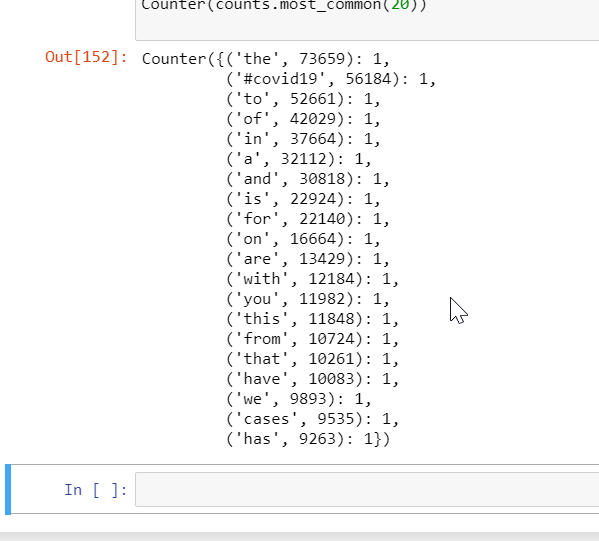 Counter(counts.most_common(20))
Out[152]: Counter({('the', 73659): 1,
('#covid19', 56184): 1,
('to', 52661): 1,
('of', 42029): 1,
('in', 37664): 1,
('a', 32112): 1,
('and', 30818): 1,
('is', 22924): 1,
('for', 22140): 1,
('on', 16664): 1,
('are', 13429): 1,
('with', 12184): 1,
('you', 11982): 1,
('this', 11848): 1,
('from', 10724): 1,
('that', 10261): 1,
('have', 10083): 1,
('we', 9893): 1,
('cases', 9535): 1,
('has', 9263): 1})
In [ ]: